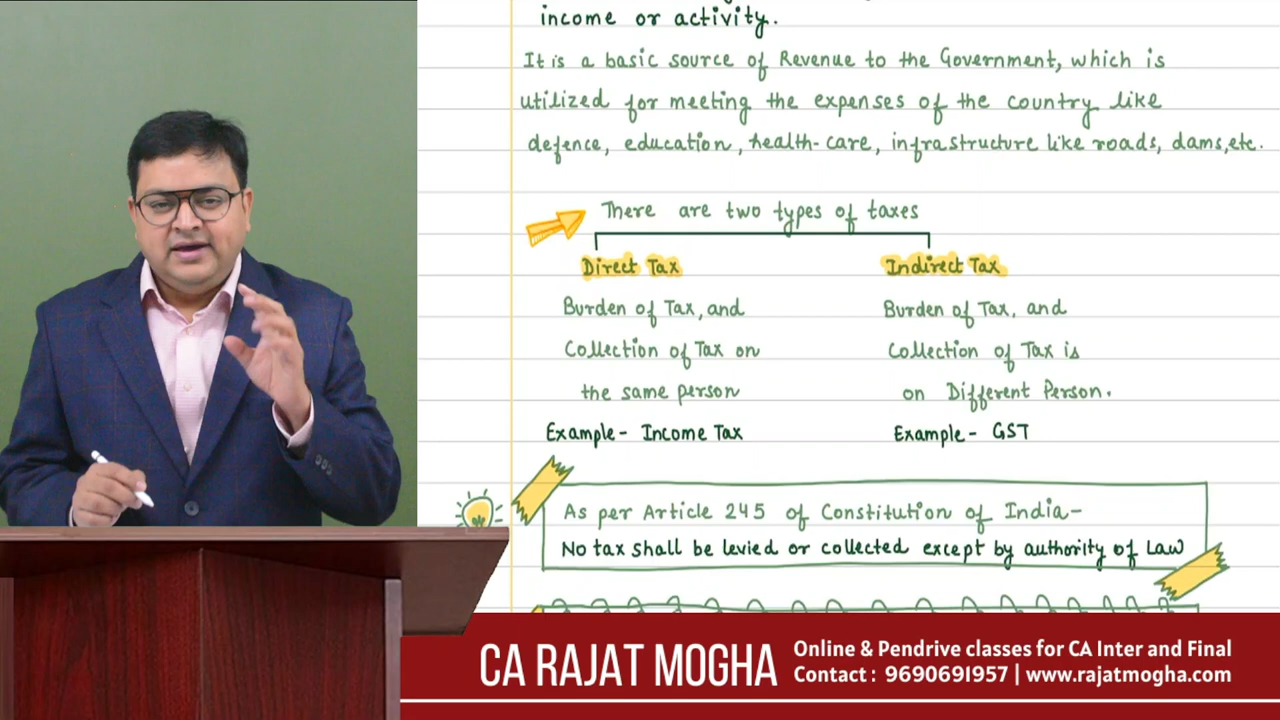 income or activity.
It is a basic source of Revenue to the Government, which is
utilized for meeting the expenses of the country like
defence, education, health-care, infrastructure like roads, dams,etc.
There are two types of taxes
Direct Tax
Burden of Tax, and
Collection of Tax on
the same person
Example- Income Tax
Indirect Tax
Burden of Tax, and
Collection of Tax is
on Different Person.
Example- GST
As per Article 245 of Constitution of India-
No tax shall be levied or collected except by authority of Law
CA RAJAT MOGHA
Online & Pendrive classes for CA Inter and Final
Contact : 9690691957 | www.rajatmogha.com